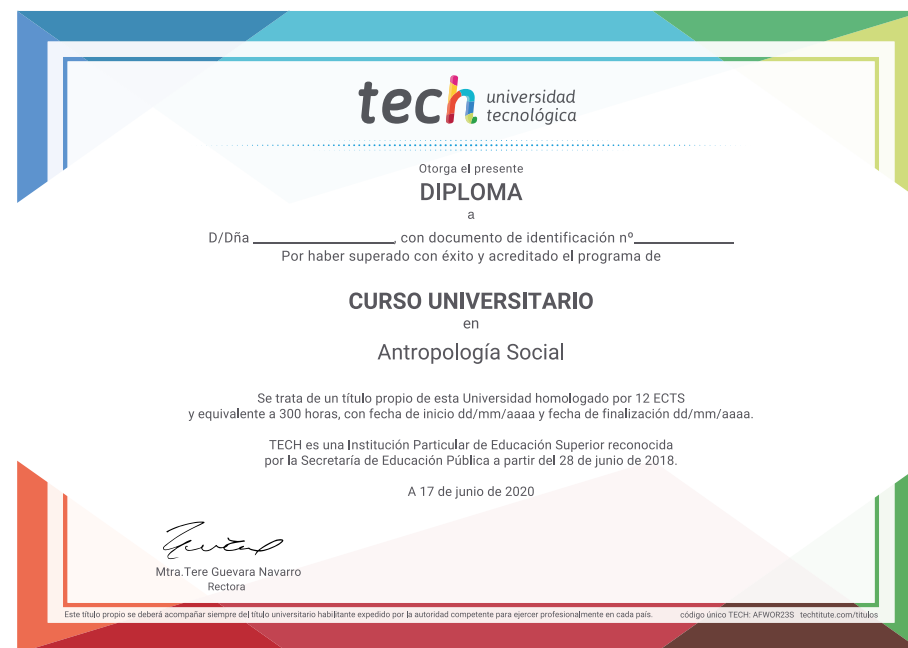 tech universidad
tecnológica
Otorga el presente
DIPLOMA
a
D/Dña ________________, con documento de identificación nº____________
Por haber superado con éxito y acreditado el programa de
CURSO UNIVERSITARIO
en
Antropología Social
Se trata de un título propio de esta Universidad homologado por 12 ECTS
y equivalente a 300 horas, con fecha de inicio dd/mm/aaaa y fecha de finalización dd/mm/aaaa.
TECH es una Institución Particular de Educación Superior reconocida
por la Secretaría de Educación Pública a partir del 28 de junio de 2018.
A 17 de junio de 2020
Mtra.Tere Guevara Navarro
Rectora
Este título propio se deberá acompañar siempre del título universitario habilitante expedido por la autoridad competente para ejercer profesionalmente en cada país. código único TECH: AFWOR23S techtitute.com/titulos